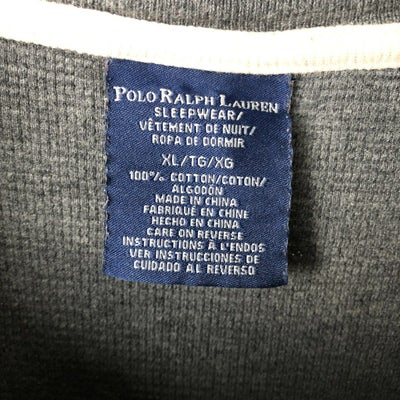 POLO RALPH LAUREN
SLEEPWEAR/
VÊTEMENT DE NUIT/
ROPA DE DORMIR
XL/TG/XG
100% COTTON/COTON/
ALGODÓN
MADE IN CHINA
FABRIQUÉ EN CHINE
HECHO EN CHINA
CARE ON REVERSE
INSTRUCTIONS À L'ENDOS
VER INSTRUCCIONES DE
CUIDADO AL REVERSO